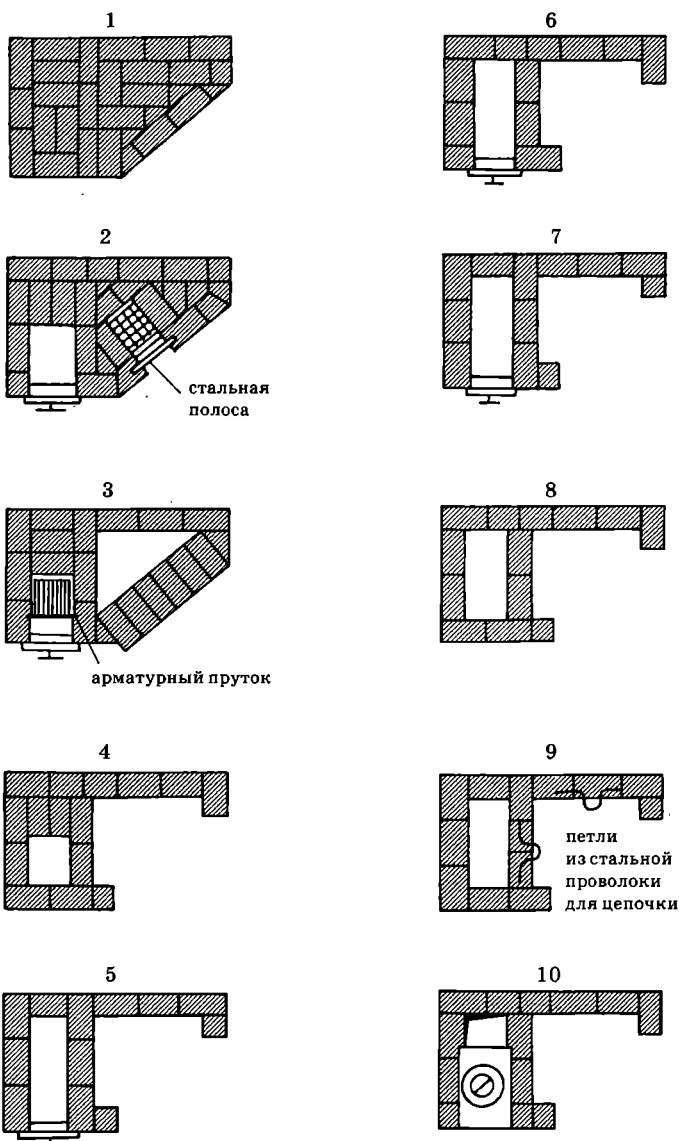 1
2
стальная
полоса
3
арматурный пруток
4
5
6
7
8
9
петли
из стальной
проволоки
для цепочки
10